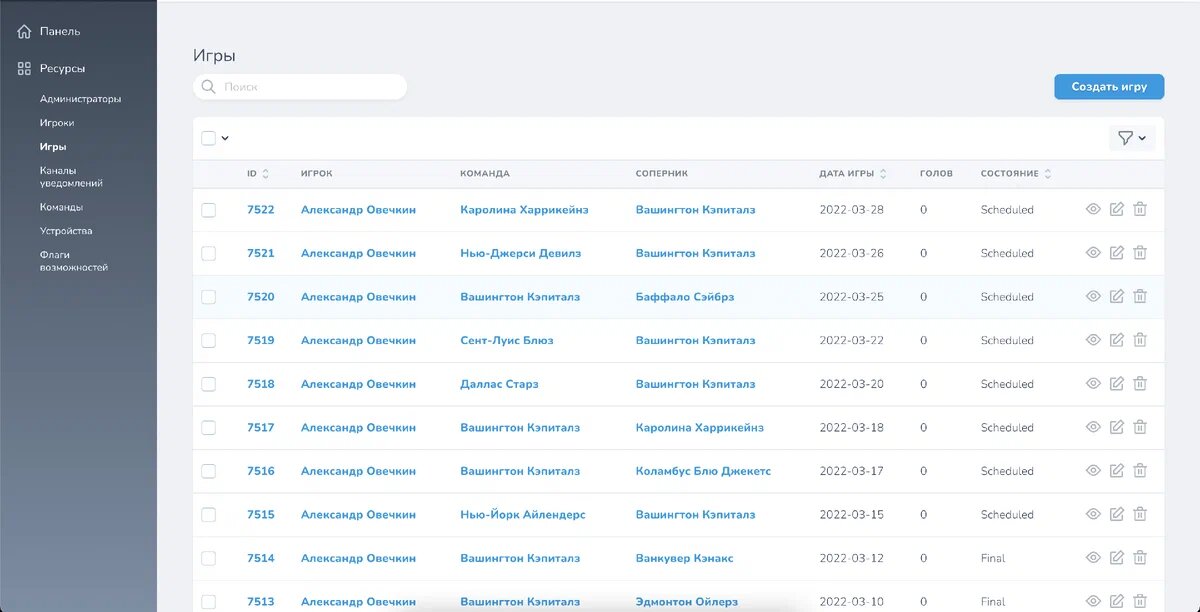 Панель
Ресурсы
Администраторы
Игроки
Игры
Каналы
уведомлений
Команды
Устройства
Флаги
возможностей
Игры
Поиск
Создать игру
ID ИГРОК КОМАНДА СОПЕРНИК ДАТА ИГРЫ ГОЛОВ СОСТОЯНИЕ
7522 Александр Овечкин Каролина Харрикейнз Вашингтон Кэпиталз 2022-03-28 0 Scheduled
7521 Александр Овечкин Нью-Джерси Девилз Вашингтон Кэпиталз 2022-03-26 0 Scheduled
7520 Александр Овечкин Вашингтон Кэпиталз Баффало Сэйбрз 2022-03-25 0 Scheduled
7519 Александр Овечкин Сент-Луис Блюз Вашингтон Кэпиталз 2022-03-22 0 Scheduled
7518 Александр Овечкин Даллас Старз Вашингтон Кэпиталз 2022-03-20 0 Scheduled
7517 Александр Овечкин Вашингтон Кэпиталз Каролина Харрикейнз 2022-03-18 0 Scheduled
7516 Александр Овечкин Вашингтон Кэпиталз Коламбус Блю Джекетс 2022-03-17 0 Scheduled
7515 Александр Овечкин Нью-Йорк Айлендерс Вашингтон Кэпиталз 2022-03-15 0 Scheduled
7514 Александр Овечкин Вашингтон Кэпиталз Ванкувер Кэнакс 2022-03-12 0 Final
7513 Александр Овечкин Вашингтон Кэпиталз Эдмонтон Ойлерз 2022-03-10 0 Final